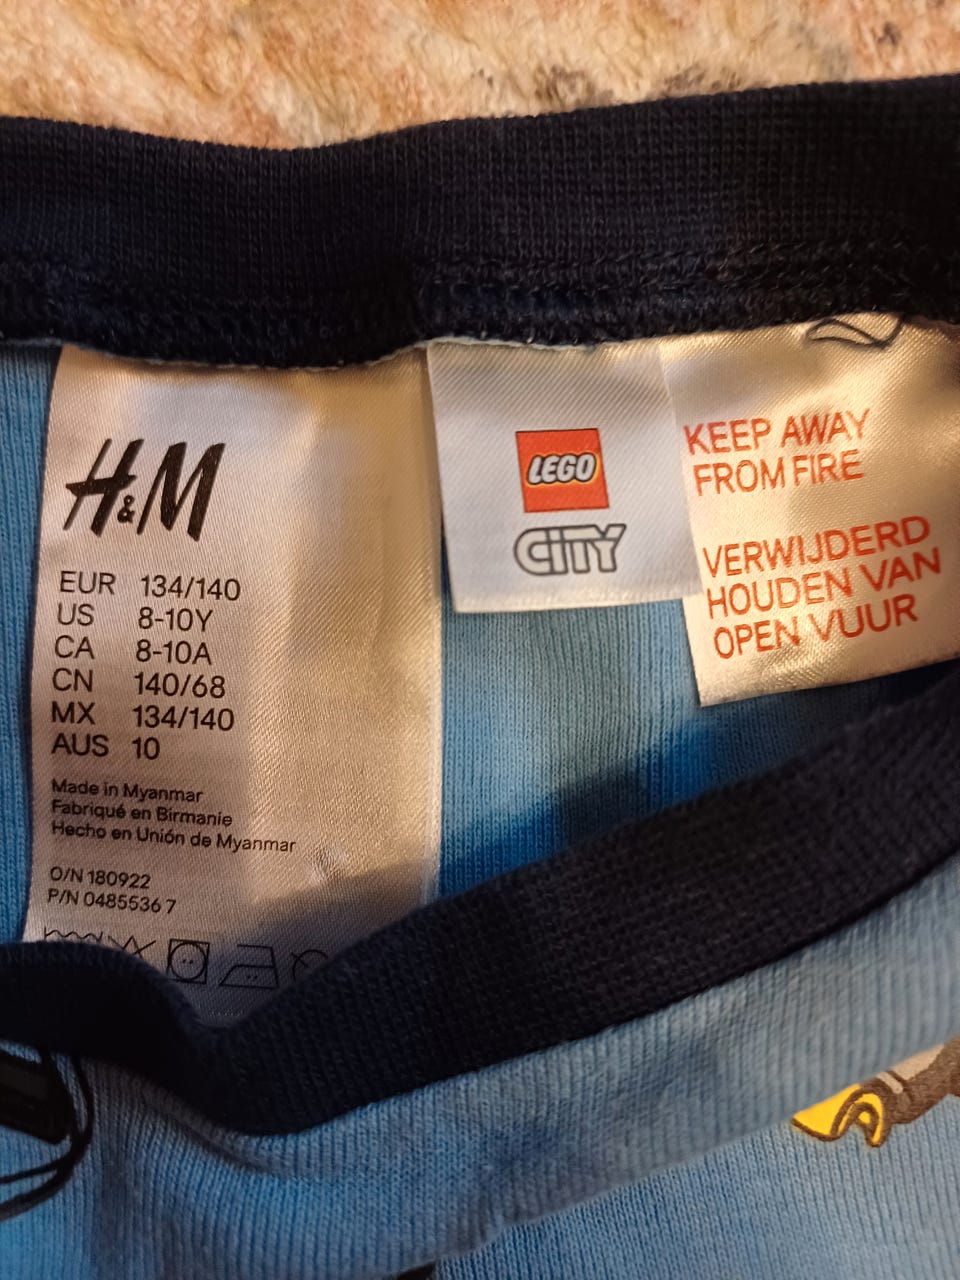 H&M
EUR 134/140
US 8-10Y
CA 8-10A
CN 140/68
MX 134/140
AUS 10
Made in Myanmar
Fabriqué en Birmanie
Hecho en Unión de Myanmar
O/N 180922
P/N 0485536 7
LEGO
CITY
KEEP AWAY
FROM FIRE
VERWIJDERD
HOUDEN VAN
OPEN VUUR